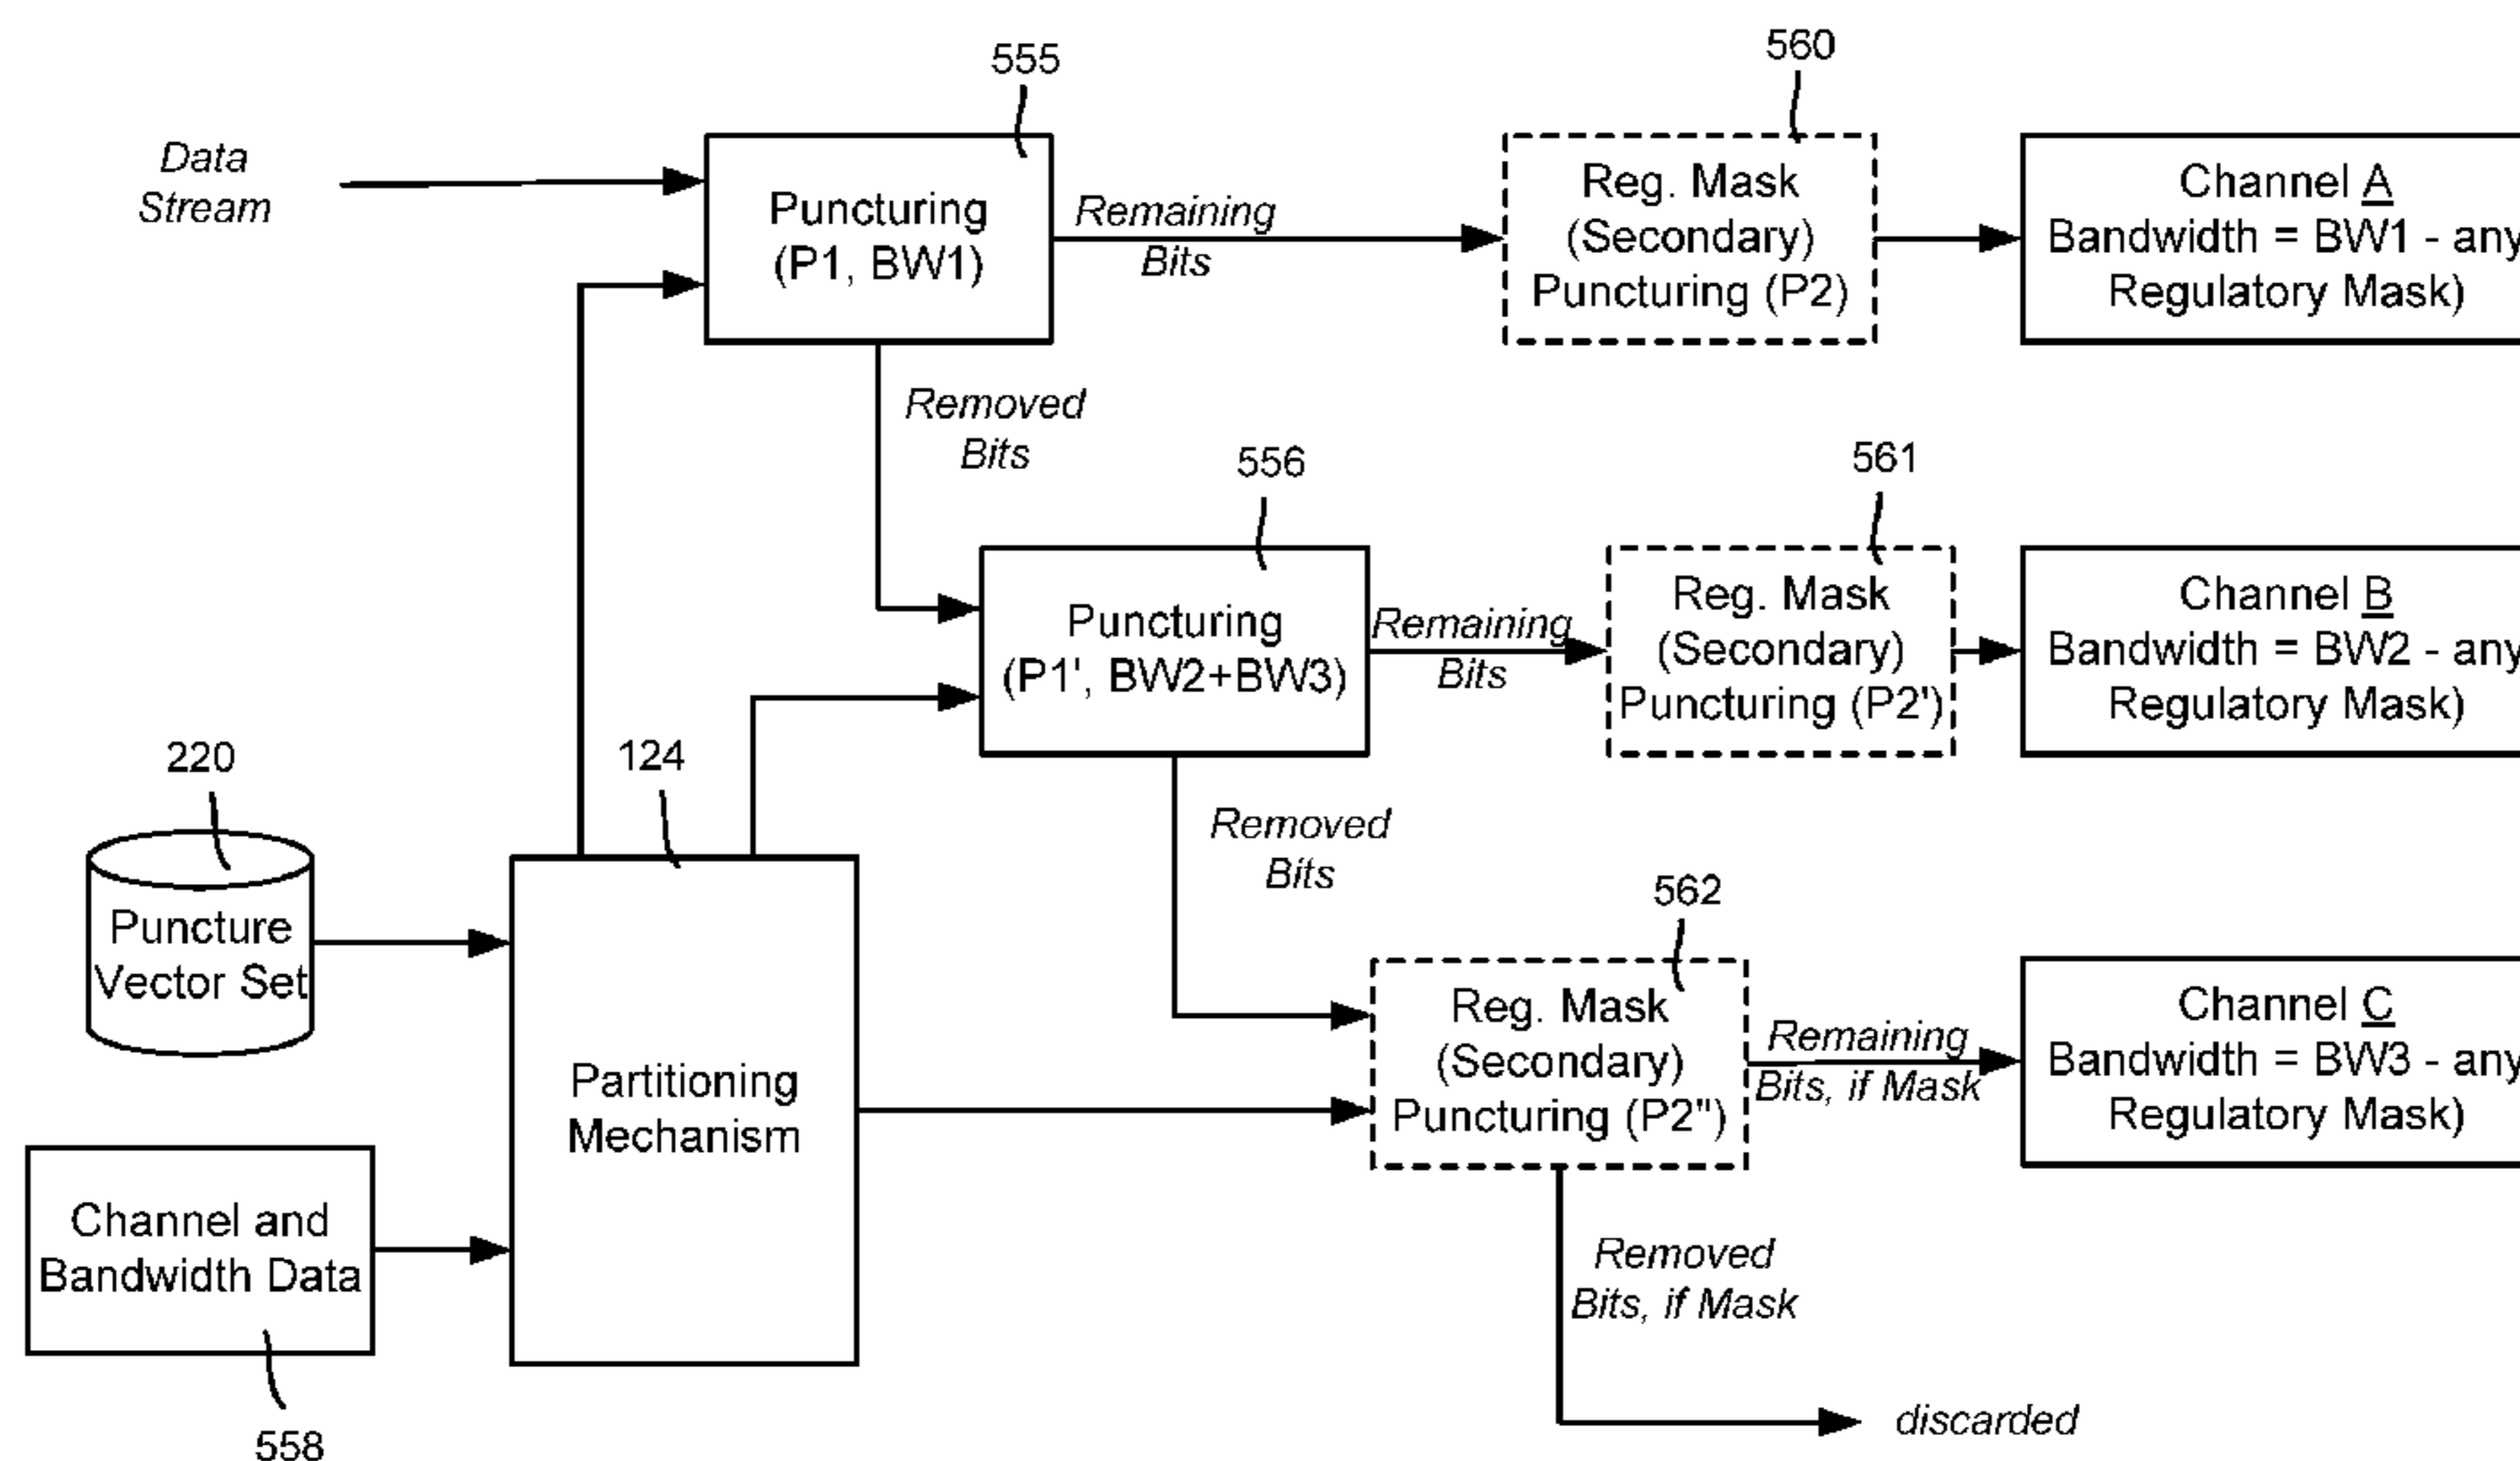 555
560
Data
Stream
Puncturing
(P1, BW1)
Remaining
Bits
Reg. Mask
(Secondary)
Puncturing (P2)
Channel A
Bandwidth = BW1 - any
Regulatory Mask)
Removed
Bits
556
561
Puncturing
(P1', BW2+BW3)
Remaining
Bits
Reg. Mask
(Secondary)
Puncturing (P2')
Channel B
Bandwidth = BW2 - any
Regulatory Mask)
220
124
Removed
Bits
562
Puncture
Vector Set
Partitioning
Mechanism
Reg. Mask
(Secondary)
Puncturing (P2")
Remaining
Bits, if Mask
Channel C
Bandwidth = BW3 - any
Regulatory Mask)
Channel and
Bandwidth Data
Removed
Bits, if Mask
558
discarded